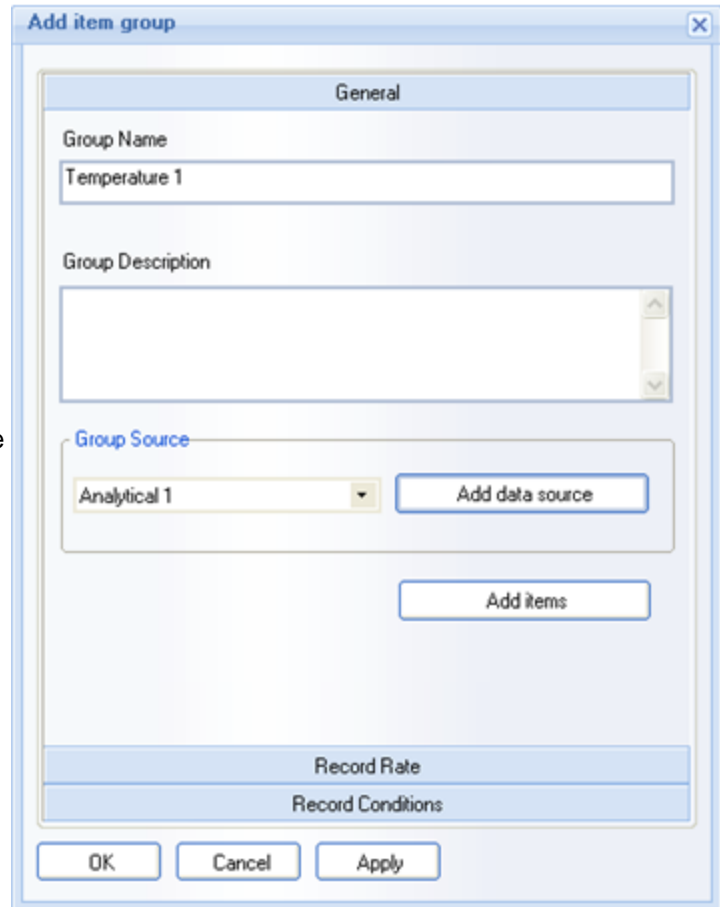 Add item group
General
Group Name
Temperature 1
Group Description
e
Group Source
Analytical 1
Add data source
Add items
Record Rate
Record Conditions
OK Cancel Apply